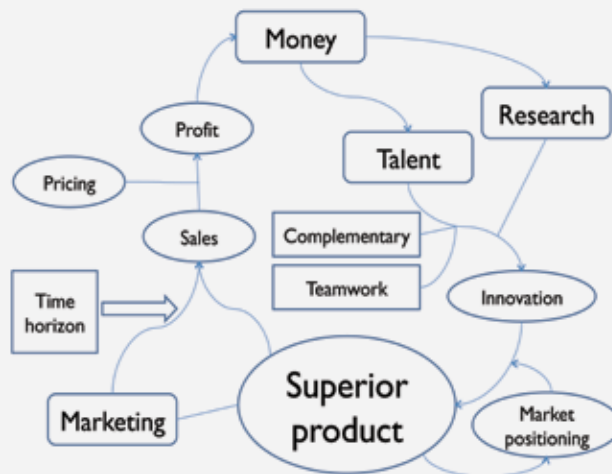 Money
Research
Profit
Talent
Pricing
Sales
Complementary
Teamwork
Time
horizon
Innovation
Superior
product
Marketing
Market
positioning